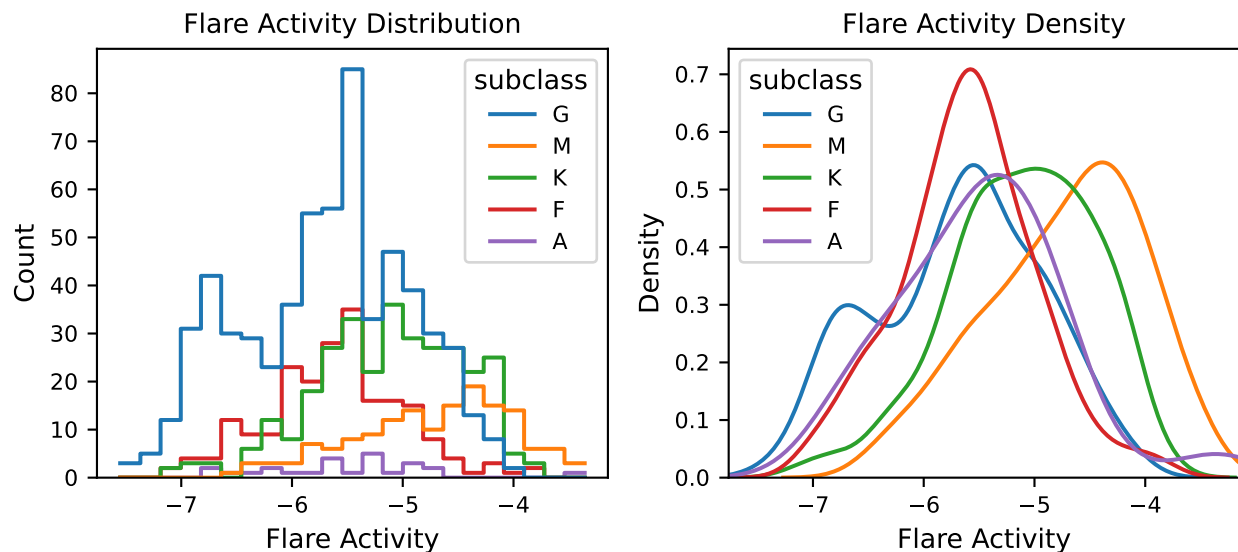 Flare Activity Distribution
Count
80
70
60
50
40
30
20
10
0
subclass
G
M
K
F
A
−7
−6
−5
−4
Flare Activity
Flare Activity Density
Density
0.7
0.6
0.5
0.4
0.3
0.2
0.1
0.0
subclass
G
M
K
F
A
−7
−6
−5
−4
Flare Activity